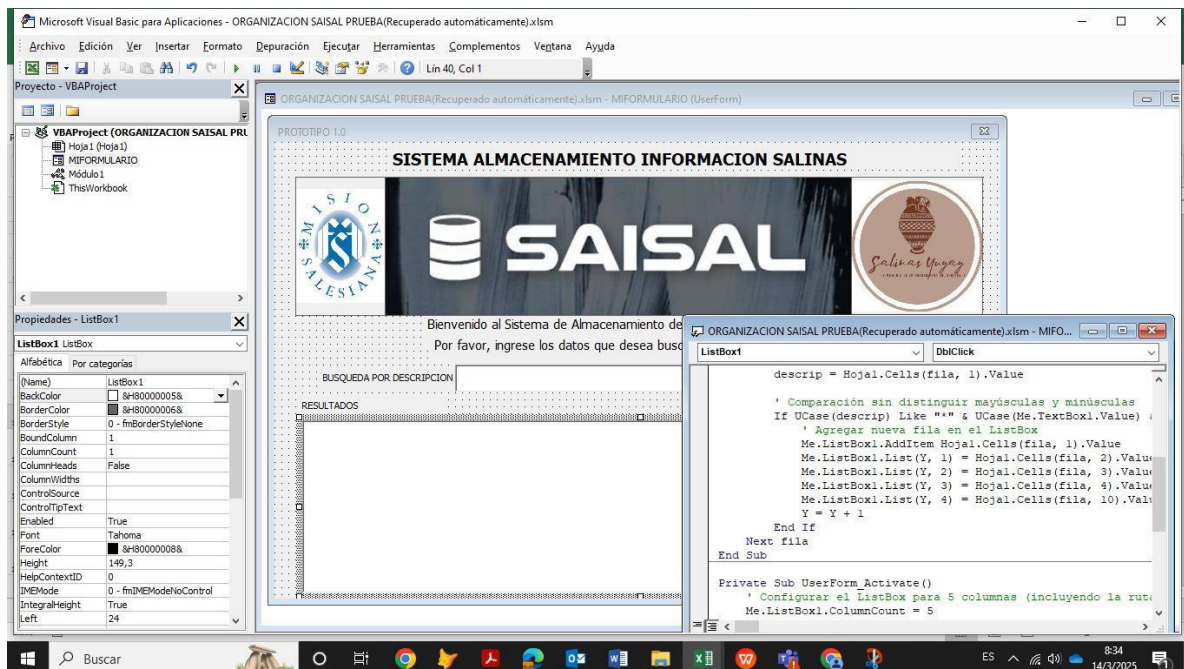 Microsoft Visual Basic para Aplicaciones - ORGANIZACION SAISAL PRUEBA(Recuperado automáticamente).xlsm
Archivo Edición Ver Insertar Formato Depuración Ejecutar Herramientas Complementos Ventana Ayuda
Lín 40, Col 1
Proyecto - VBAProject
VBAProject (ORGANIZACION SAISAL PRU
Hoja1 (Hoja1)
MIFORMULARIO
Módulo1
ThisWorkbook
Propiedades - ListBox1
ListBox1 ListBox
Alfabética Por categorías
(Name) ListBox1
BackColor &H80000005&
BorderColor &H80000006&
BorderStyle 0 - fmBorderStyleNone
BoundColumn 1
ColumnCount 1
ColumnHeads False
ColumnWidths
ControlSource
ControlTipText
Enabled True
Font Tahoma
ForeColor &H80000008&
Height 149,3
HelpContextID 0
IMEMode 0 - fmIMEModeNoControl
IntegralHeight True
Left 24
ORGANIZACION SAISAL PRUEBA(Recuperado automáticamente).xlsm - MIFORMULARIO (UserForm)
PROTOTIPO 1.0
SISTEMA ALMACENAMIENTO INFORMACION SALINAS
MISION SALESIANA
SAISAL
Salinas Yuyay
Bienvenido al Sistema de Almacenamiento de
Por favor, ingrese los datos que desea busc
BUSQUEDA POR DESCRIPCION
RESULTADOS
ORGANIZACION SAISAL PRUEBA(Recuperado automáticamente).xlsm - MIFO...
ListBox1 DblClick
descrip = Hoja1.Cells(fila, 1).Value
' Comparación sin distinguir mayúsculas y minúsculas
If UCase(descrip) Like "*" & UCase(Me.TextBox1.Value) &
' Agregar nueva fila en el ListBox
Me.ListBox1.AddItem Hoja1.Cells(fila, 1).Value
Me.ListBox1.List(Y, 1) = Hoja1.Cells(fila, 2).Value
Me.ListBox1.List(Y, 2) = Hoja1.Cells(fila, 3).Value
Me.ListBox1.List(Y, 3) = Hoja1.Cells(fila, 4).Value
Me.ListBox1.List(Y, 4) = Hoja1.Cells(fila, 10).Valu
Y = Y + 1
End If
Next fila
End Sub
Private Sub UserForm_Activate()
' Configurar el ListBox para 5 columnas (incluyendo la ruta
Me.ListBox1.ColumnCount = 5
Buscar
ES
8:34
14/3/2025